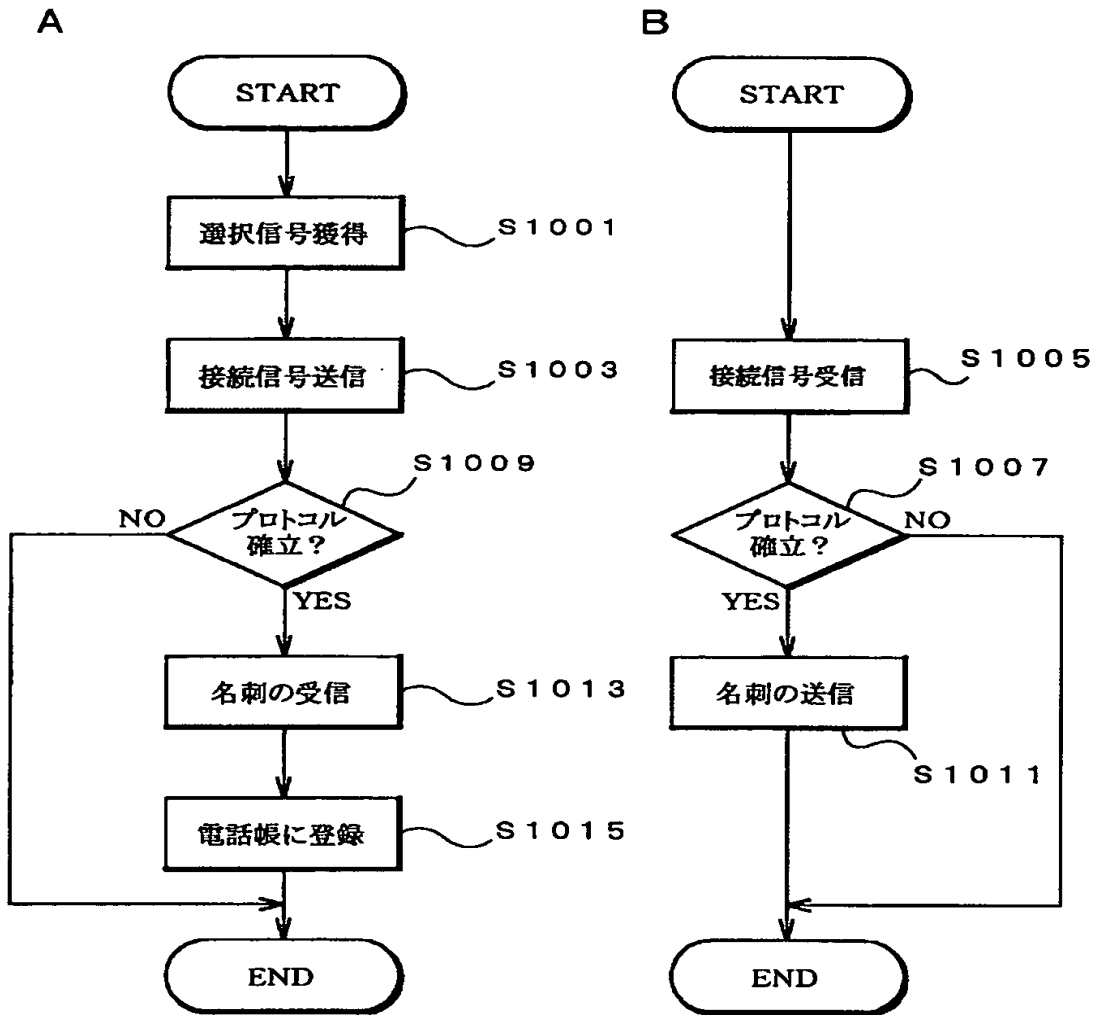 A
START
選択信号獲得
S1001
接続信号送信
S1003
S1009
プロトコル
確立?
NO
YES
名刺の受信
S1013
電話帳に登録
S1015
END
B
START
接続信号受信
S1005
S1007
プロトコル
確立?
NO
YES
名刺の送信
S1011
END